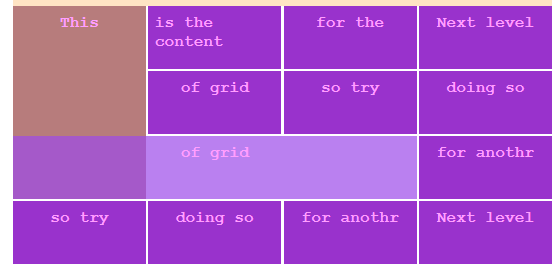 This
is the
content
for the
Next level
of grid
so try
doing so
of grid
for anothr
so try
doing so
for anothr
Next level